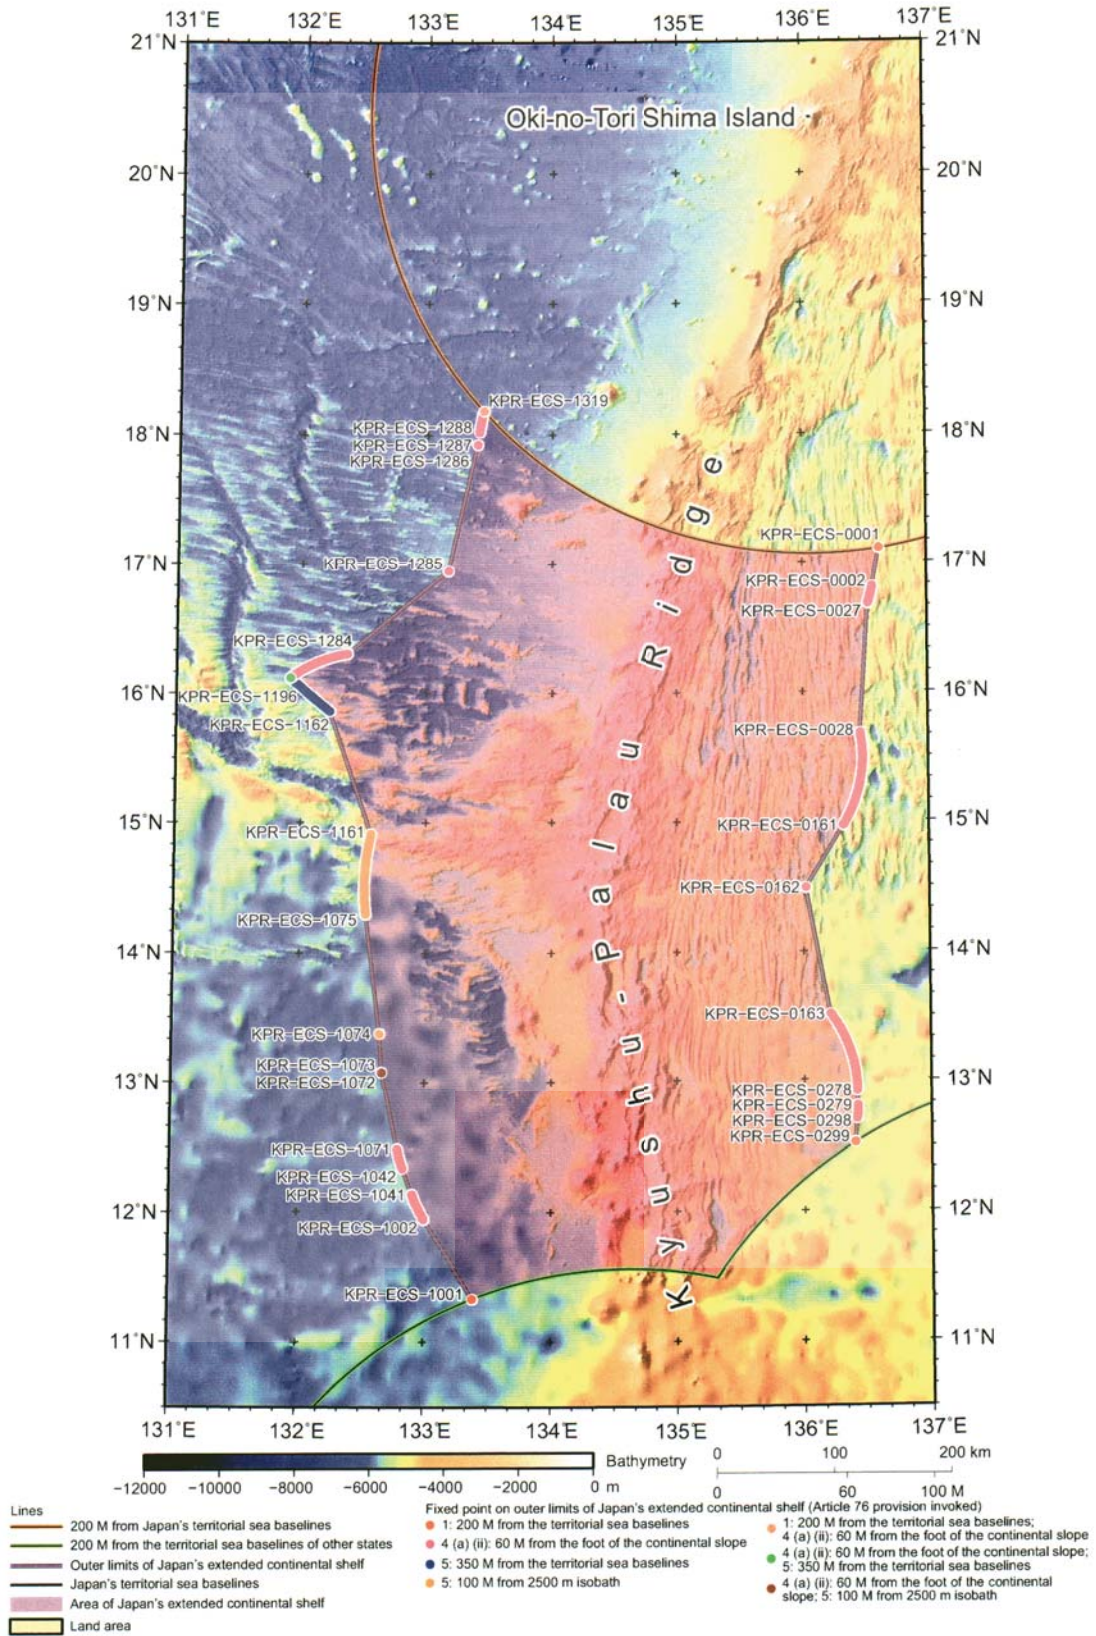 131°E 132°E 133°E 134°E 135°E 136°E 137°E
21°N 21°N
Oki-no-Tori Shima Island
20°N 20°N
19°N 19°N
KPR-ECS-1319
18°N KPR-ECS-1288 18°N
KPR-ECS-1287
KPR-ECS-1286
KPR-ECS-0001
17°N KPR-ECS-1285 17°N
KPR-ECS-0002
KPR-ECS-0027
KPR-ECS-1284
16°N KPR-ECS-1196 16°N
KPR-ECS-1162 KPR-ECS-0028
15°N KPR-ECS-1161 KPR-ECS-0161 15°N
KPR-ECS-0162
KPR-ECS-1075
14°N 14°N
KPR-ECS-0163
KPR-ECS-1074
KPR-ECS-1073
13°N KPR-ECS-1072 13°N
KPR-ECS-0278
KPR-ECS-0279
KPR-ECS-0298
KPR-ECS-0299
KPR-ECS-1071
KPR-ECS-1042
KPR-ECS-1041
12°N KPR-ECS-1002 12°N
KPR-ECS-1001
11°N 11°N
Kyushu-Palau Ridge
131°E 132°E 133°E 134°E 135°E 136°E 137°E
−12000 −10000 −8000 −6000 −4000 −2000 0 m
Bathymetry
0 100 200 km
0 60 100 M
Lines
200 M from Japan's territorial sea baselines
200 M from the territorial sea baselines of other states
Outer limits of Japan's extended continental shelf
Japan's territorial sea baselines
Area of Japan's extended continental shelf
Land area
Fixed point on outer limits of Japan's extended continental shelf (Article 76 provision invoked)
1: 200 M from the territorial sea baselines
4 (a) (ii): 60 M from the foot of the continental slope
5: 350 M from the territorial sea baselines
5: 100 M from 2500 m isobath
1: 200 M from the territorial sea baselines;
4 (a) (ii): 60 M from the foot of the continental slope
4 (a) (ii): 60 M from the foot of the continental slope;
5: 350 M from the territorial sea baselines
4 (a) (ii): 60 M from the foot of the continental
slope; 5: 100 M from 2500 m isobath